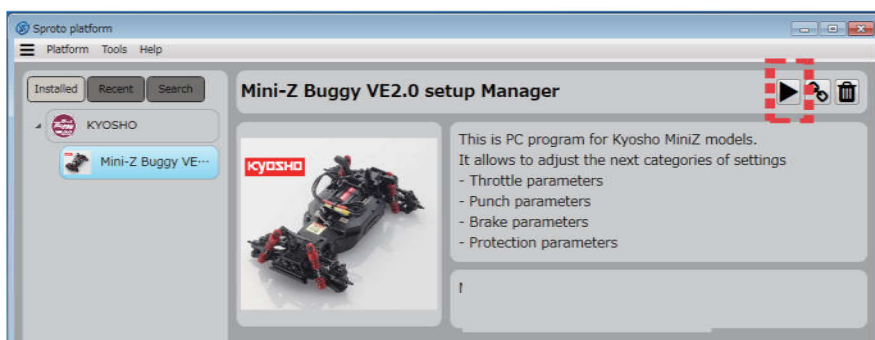 Sproto platform
Platform Tools Help
Installed Recent Search
KYOSHO
Mini-Z Buggy VE···
Mini-Z Buggy VE2.0 setup Manager
KYOSHO
This is PC program for Kyosho MiniZ models.
It allows to adjust the next categories of settings
- Throttle parameters
- Punch parameters
- Brake parameters
- Protection parameters